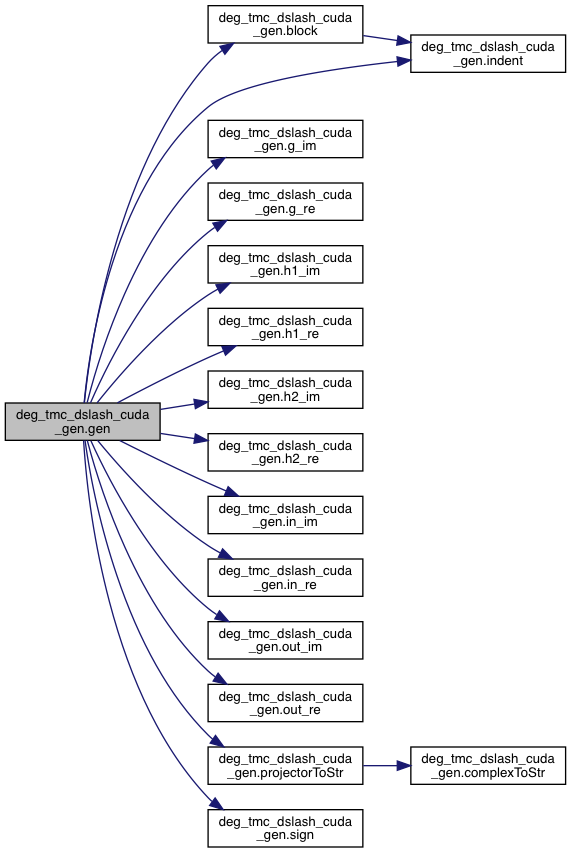 deg_tmc_dslash_cuda
_gen.block
deg_tmc_dslash_cuda
_gen.indent
deg_tmc_dslash_cuda
_gen.g_im
deg_tmc_dslash_cuda
_gen.g_re
deg_tmc_dslash_cuda
_gen.h1_im
deg_tmc_dslash_cuda
_gen.h1_re
deg_tmc_dslash_cuda
_gen.h2_im
deg_tmc_dslash_cuda
_gen.gen
deg_tmc_dslash_cuda
_gen.h2_re
deg_tmc_dslash_cuda
_gen.in_im
deg_tmc_dslash_cuda
_gen.in_re
deg_tmc_dslash_cuda
_gen.out_im
deg_tmc_dslash_cuda
_gen.out_re
deg_tmc_dslash_cuda
_gen.projectorToStr
deg_tmc_dslash_cuda
_gen.complexToStr
deg_tmc_dslash_cuda
_gen.sign